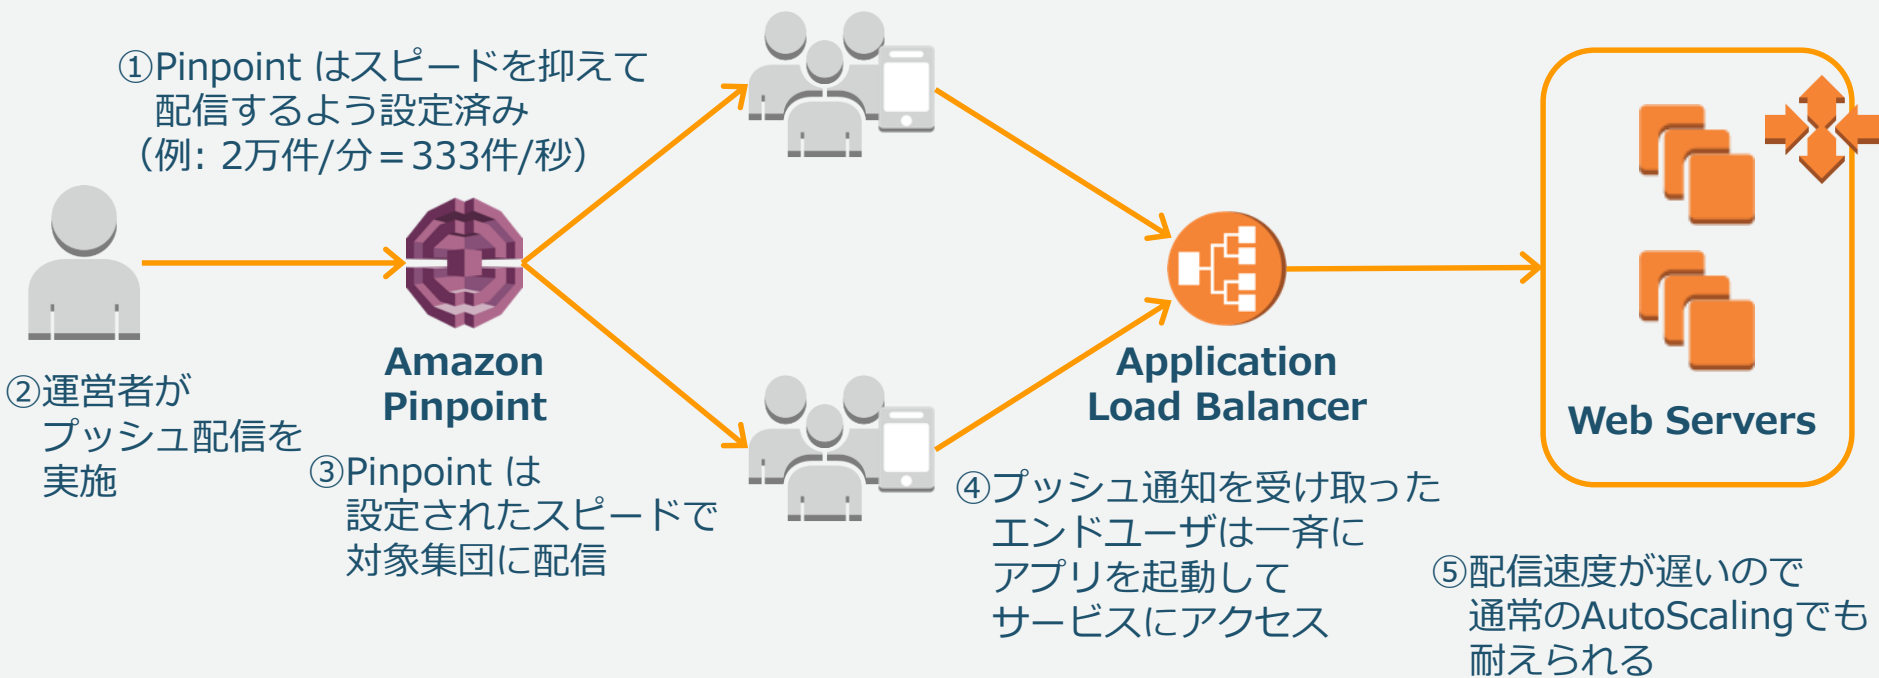 ①Pinpoint はスピードを抑えて
配信するよう設定済み
（例: 2万件/分＝333件/秒）
②運営者が
プッシュ配信を
実施
Amazon
Pinpoint
③Pinpoint は
設定されたスピードで
対象集団に配信
Application
Load Balancer
④プッシュ通知を受け取った
エンドユーザは一斉に
アプリを起動して
サービスにアクセス
Web Servers
⑤配信速度が遅いので
通常のAutoScalingでも
耐えられる